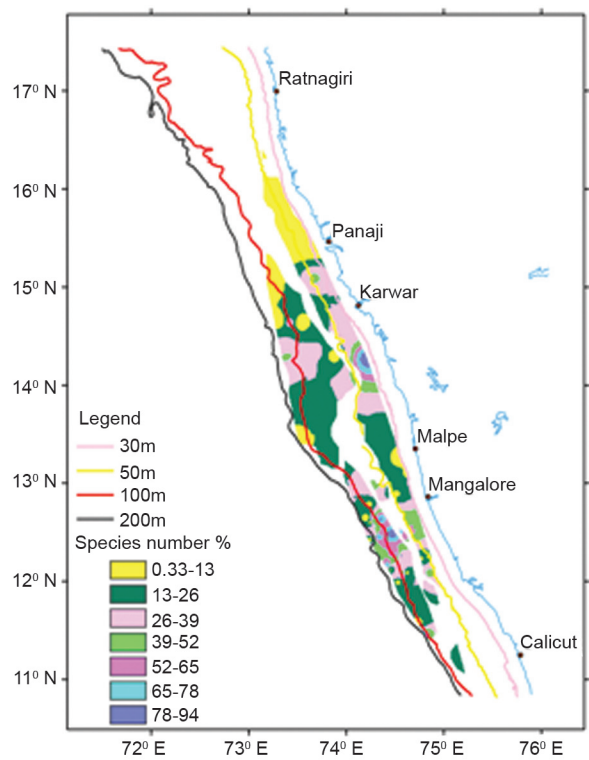 17⁰ N
Ratnagiri
16⁰ N
Panaji
15⁰ N
Karwar
14⁰ N
Legend
30m
50m
100m
200m
Malpe
13⁰ N
Mangalore
Species number %
0.33-13
13-26
26-39
39-52
52-65
65-78
78-94
12⁰ N
Calicut
11⁰ N
72⁰ E 73⁰ E 74⁰ E 75⁰ E 76⁰ E